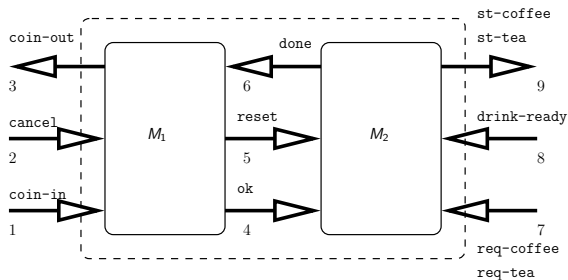 st-coffee
coin-out
st-tea
done
3
6
9
cancel
reset
drink-ready
M1
M2
2
5
8
coin-in
ok
1
4
7
req-coffee
req-tea